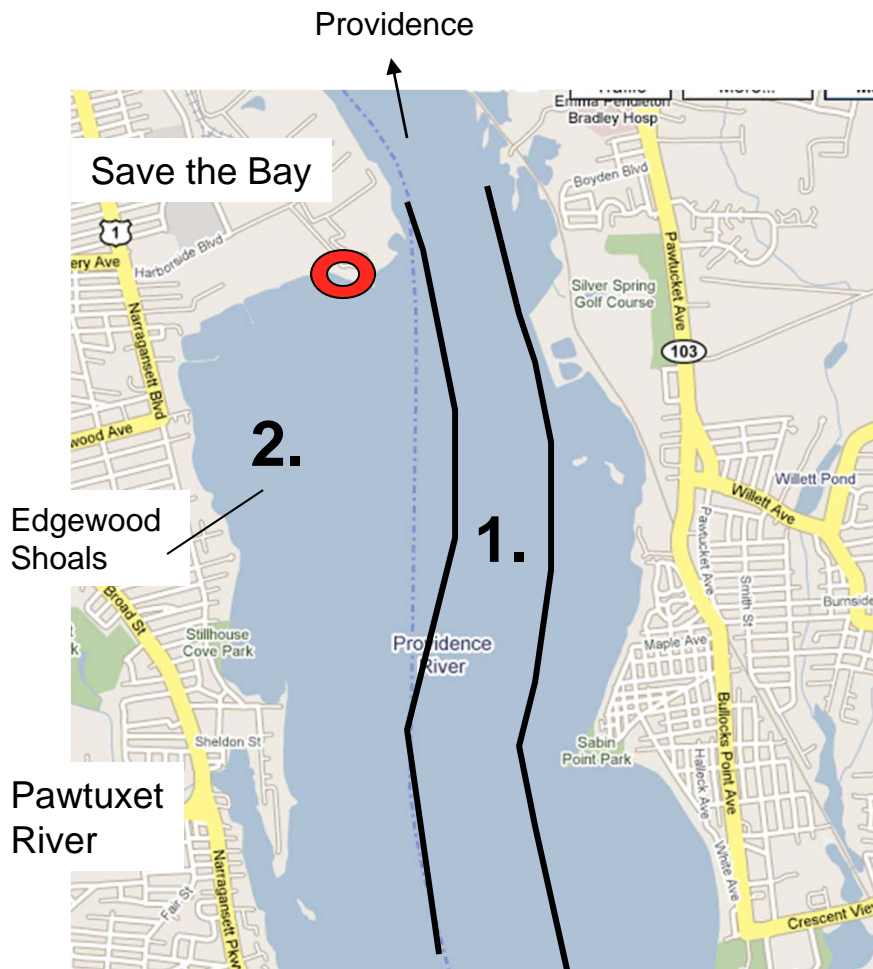 Providence
Emma Pendleton
Bradley Hosp
Save the Bay
Boyden Blvd
1
Harborside Blvd
ery Ave
Pawtucket Ave
Silver Spring
Golf Course
Narragansett Blvd
103
wood Ave
2.
Willett Pond
Willett Ave
Edgewood
Shoals
1.
Pawtucket Ave
Smith St
Broad St
Burnside
Stillhouse
Cove Park
k
Providence
River
Maple Ave
Bullocks Point Ave
Sheldon St
Sabin
Point Park
Halleck Ave
Pawtuxet
River
White Ave
Fair St
Narragansett Pkw
Crescent View